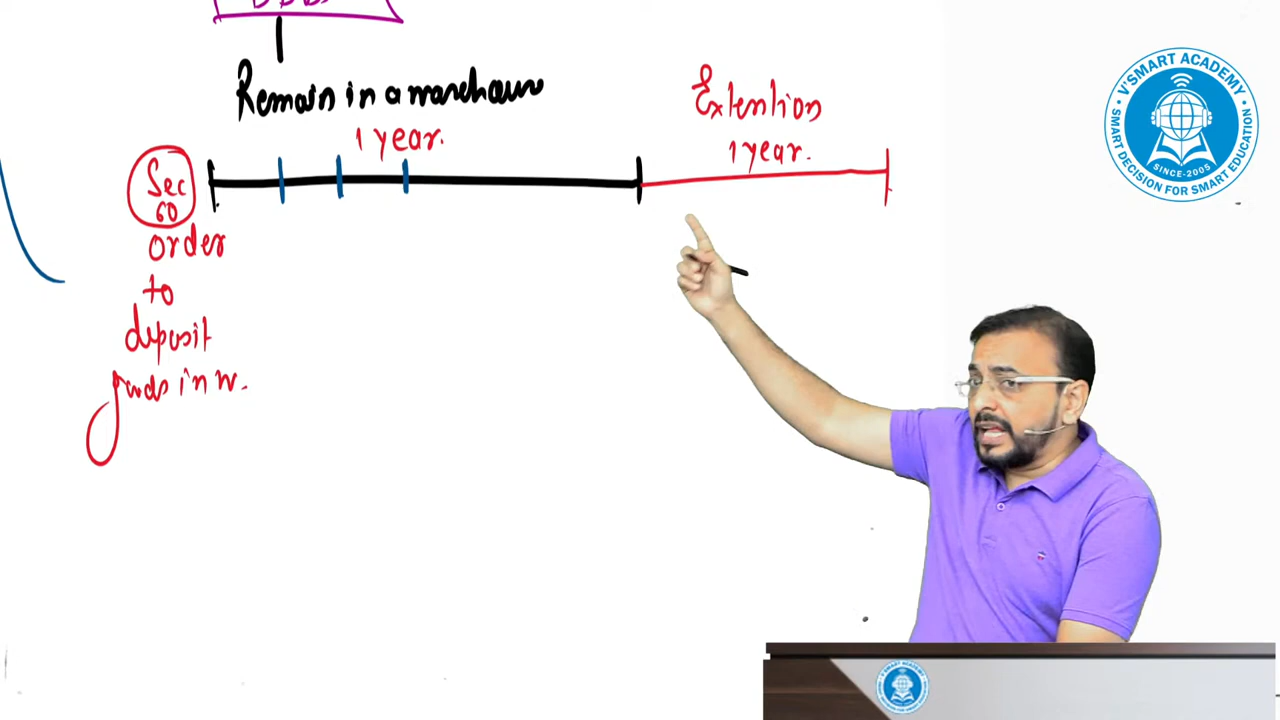 Remain in a warehouse
1 year.
Extention
1 year.
Sec
60
order
to
deposit
goods in w.
V'SMART ACADEMY
SMART DECISION FOR SMART EDUCATION
SINCE-2005